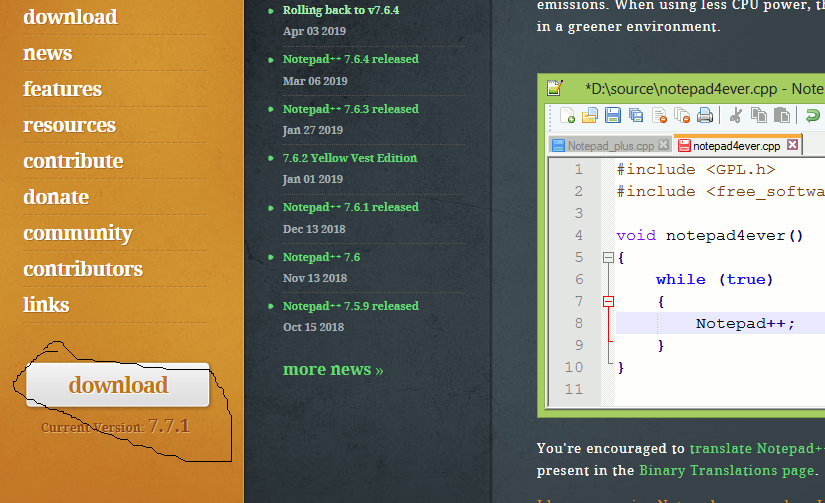 download
news
features
resources
contribute
donate
community
contributors
links
download
Current Version: 7.7.1
Rolling back to v7.6.4
Apr 03 2019
Notepad++ 7.6.4 released
Mar 06 2019
Notepad++ 7.6.3 released
Jan 27 2019
7.6.2 Yellow Vest Edition
Jan 01 2019
Notepad++ 7.6.1 released
Dec 13 2018
Notepad++ 7.6
Nov 13 2018
Notepad++ 7.5.9 released
Oct 15 2018
more news »
emissions. When using less CPU power,
in a greener environment.
*D:\source\notepad4ever.cpp - Note
Notepad_plus.cpp notepad4ever.cpp
1 #include <GPL.h>
2 #include <free_softwa
3
4 void notepad4ever()
5 {
6 while (true)
7 {
8 Notepad++;
9 }
10 }
11
You're encouraged to translate Notepad+
present in the Binary Translations page.